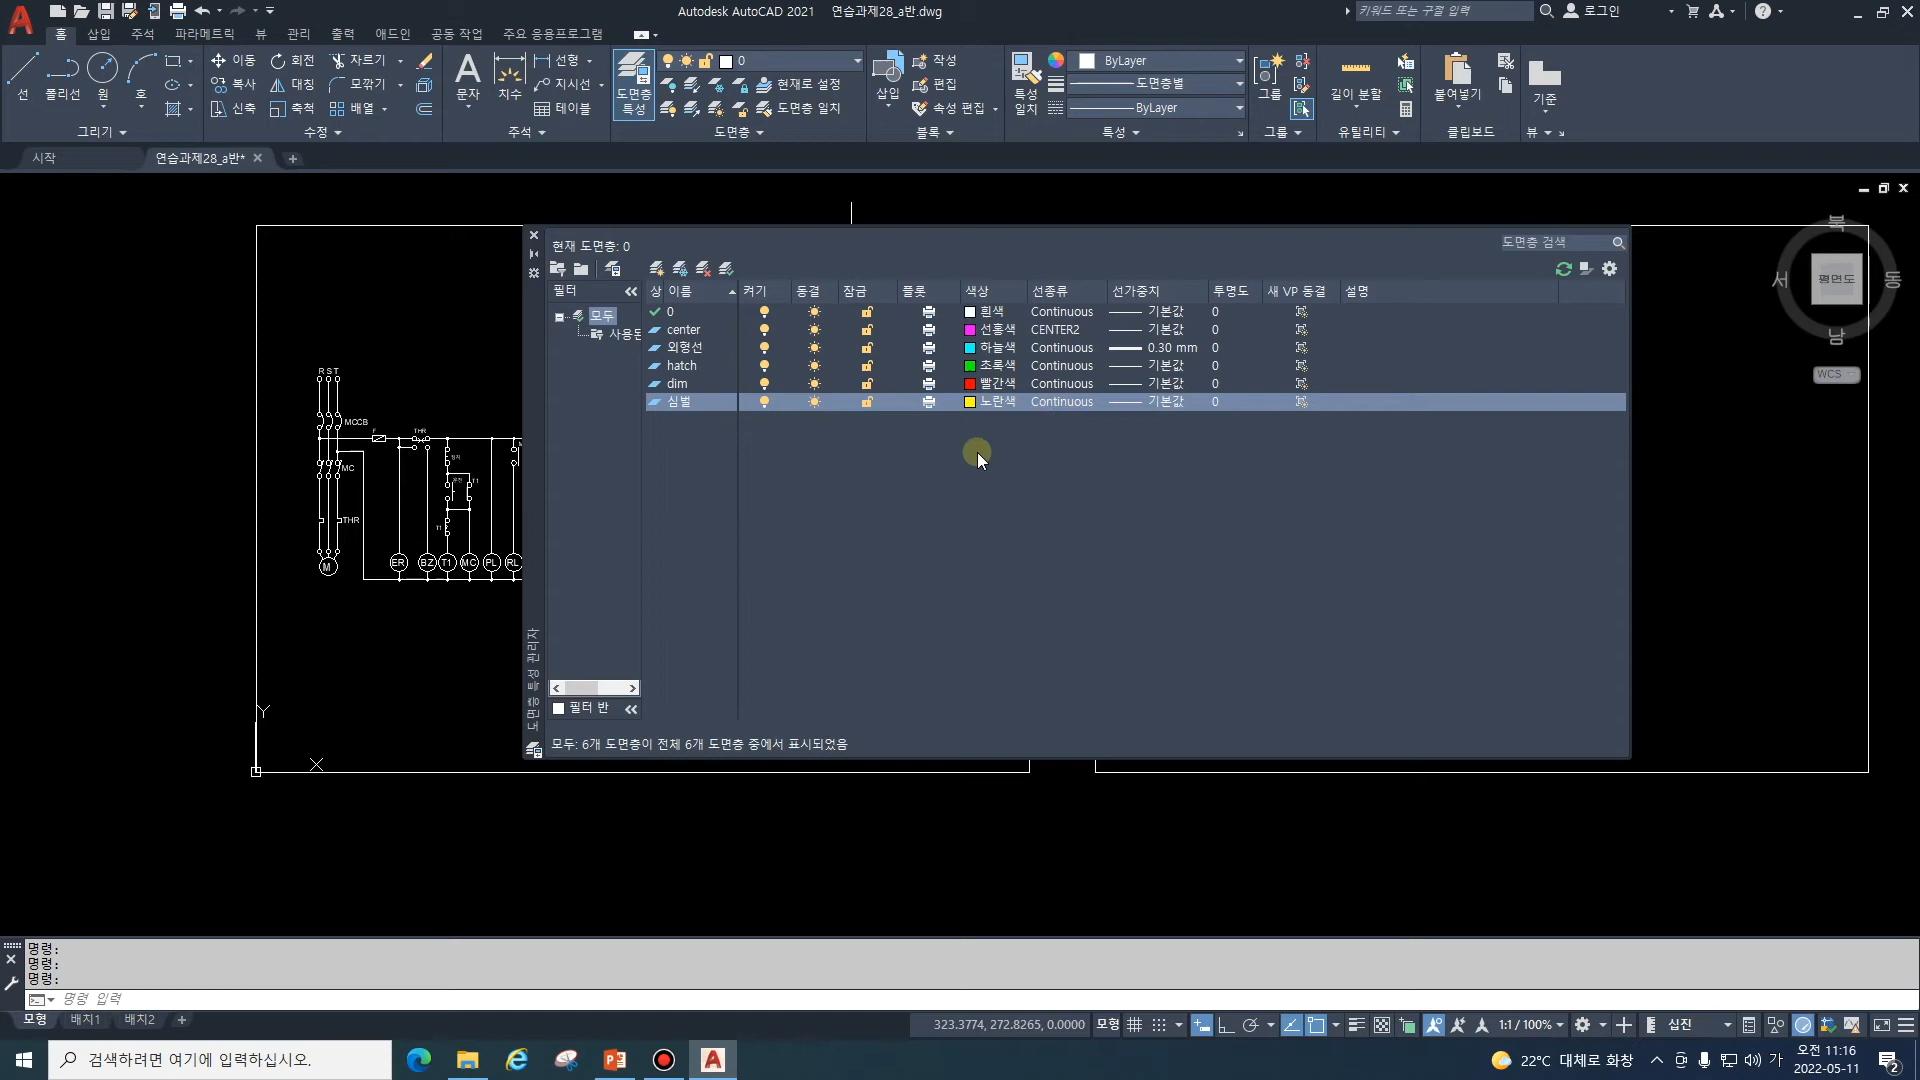 Autodesk AutoCAD 2021 연습과제28_a반.dwg
키워드 또는 구절 입력
로그인
홈 삽입 주석 파라메트릭 뷰 관리 출력 애드인 공동 작업 주요 응용프로그램
선 폴리선 원 호
이동 회전 자르기
복사 대칭 모깎기
신축 축척 배열
문자 치수
선형
지시선
테이블
도면층 특성
0
현재로 설정
도면층 일치
삽입
작성
편집
속성 편집
특성 일치
ByLayer
도면층별
ByLayer
그룹
길이 분할
붙여넣기
기준
그리기 수정 주석 도면층 블록 특성 그룹 유틸리티 클립보드 뷰
시작 연습과제28_a반*
북
서 평면도 동
남
WCS
현재 도면층: 0
도면층 검색
필터
모두
상 이름 켜기 동결 잠금 플롯 색상 선종류 선가중치 투명도 새 VP 동결 설명
0 흰색 Continuous 기본값 0
center 선홍색 CENTER2 기본값 0
외형선 하늘색 Continuous 0.30 mm 0
hatch 초록색 Continuous 기본값 0
dim 빨간색 Continuous 기본값 0
심벌 노란색 Continuous 기본값 0
필터 반
모두: 6개 도면층이 전체 6개 도면층 중에서 표시되었음
도면층 특성 관리자
R S T
MCCB
F THR
MC
T1
T1
THR
M ER BZ T1 MC PL RL
Y
X
명령:
명령:
명령:
명령 입력
모형 배치1 배치2
323.3774, 272.8265, 0.0000 모형 1:1/100% 십진
검색하려면 여기에 입력하십시오.
22°C 대체로 화창
가
오전 11:16
2022-05-11
2